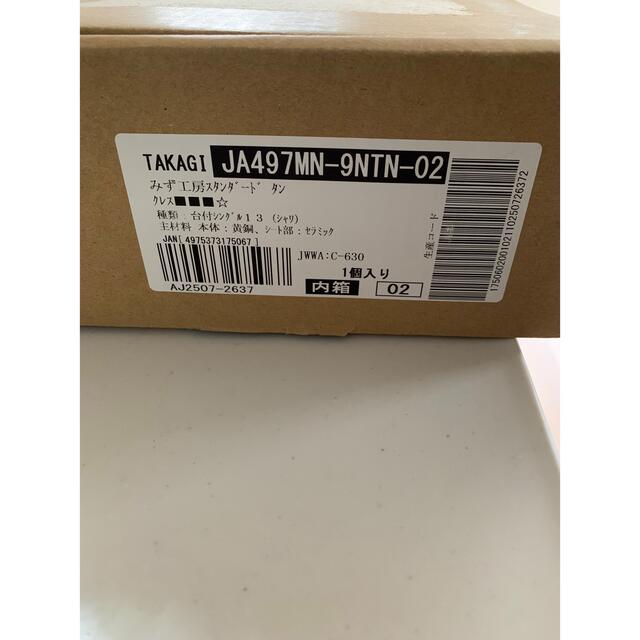 TAKAGI JA497MN-9NTN-02
みず工房ｽﾀﾝﾀﾞｰﾄﾞ ﾀﾝ
ｸﾚｽ■■■☆
種類：台付ｼﾝｸﾞﾙ13 (ｼｬﾘ)
主材料 本体：黄銅、ｼｰﾄ部：ｾﾗﾐｯｸ
JAN[4975373175067]
JWWA:C-630
1個入り
AJ2507-2637
内箱 02
生産コード
175060200102110250726372